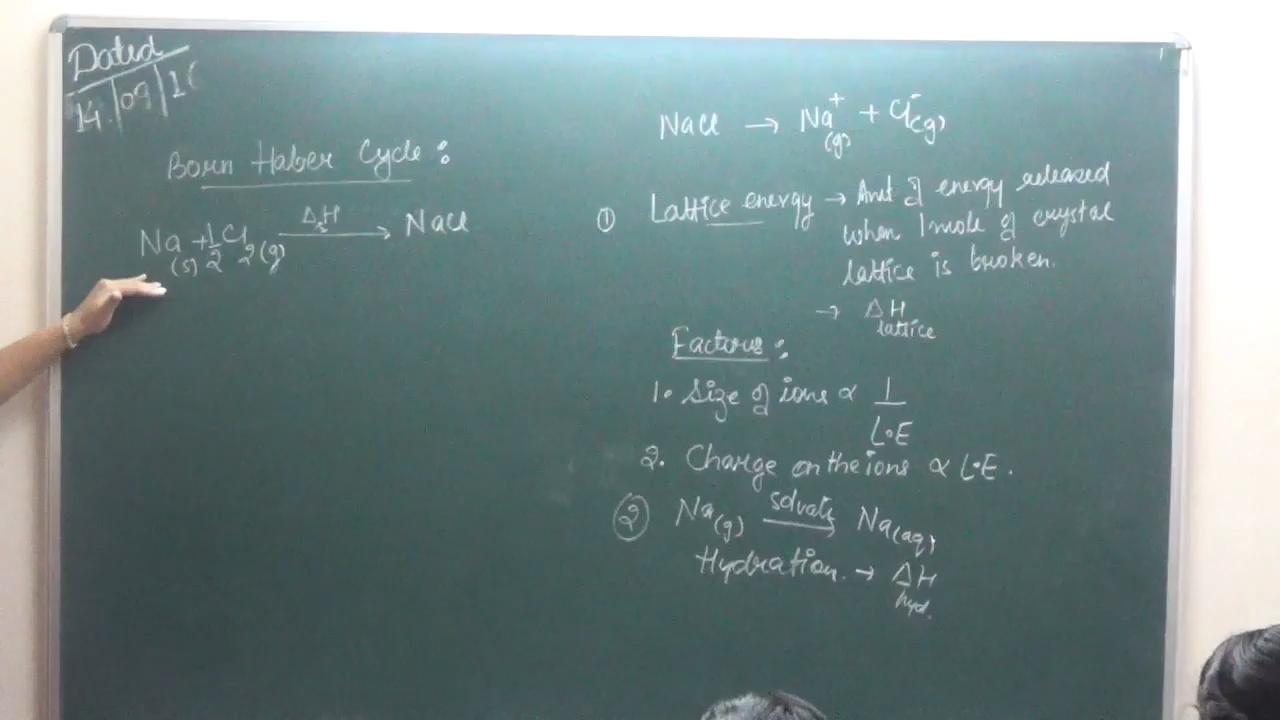 Dated
14/09/1
Born Haber Cycle:
Na(s) + 1/2 Cl2(g) —ΔH→ NaCl
NaCl → Na+(g) + Cl-(g)
① Lattice energy → Amt of energy released
when 1 mole of crystal
lattice is broken.
→ ΔH lattice
Factors:
1. Size of ions ∝ 1/L.E
2. Charge on the ions ∝ L.E.
② Na(g) —solvate→ Na(aq)
Hydration. → ΔH hyd.